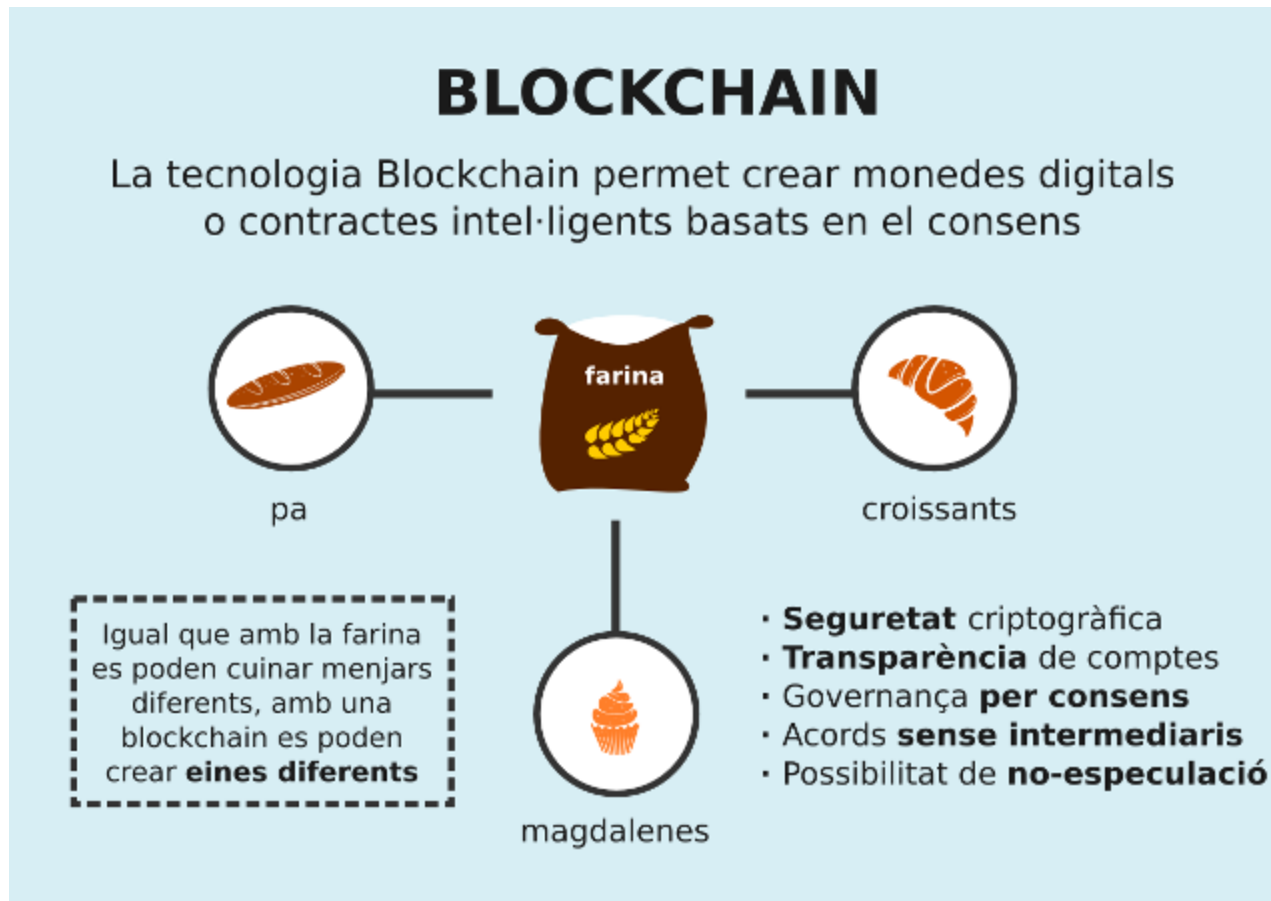 BLOCKCHAIN
La tecnologia Blockchain permet crear monedes digitals
o contractes intel·ligents basats en el consens
farina
pa
croissants
Igual que amb la farina
es poden cuinar menjars
diferents, amb una
blockchain es poden
crear eines diferents
· Seguretat criptogràfica
· Transparència de comptes
· Governança per consens
· Acords sense intermediaris
· Possibilitat de no-especulació
magdalenes